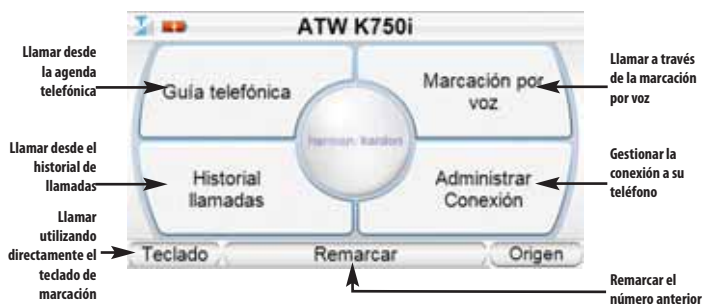 ATW K750i
Llamar desde
la agenda
telefónica
Guía telefónica
Marcación por
voz
Llamar a través
de la marcación
por voz
harman/kardon
Llamar desde el
historial de
llamadas
Historial
llamadas
Administrar
Conexión
Gestionar la
conexión a su
teléfono
Llamar
utilizando
directamente el
teclado de
marcación
Teclado
Remarcar
Origen
Remarcar el
número anterior